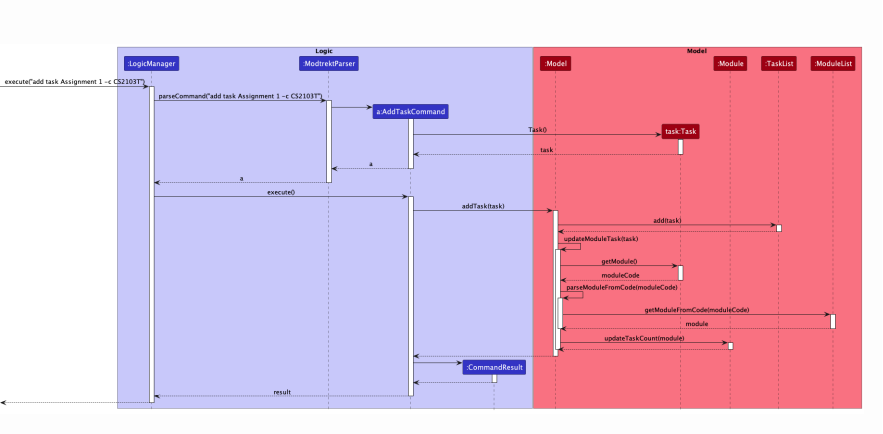 Logic
Model
:LogicManager
:ModtrektParser
:Model
:Module
:TaskList
:ModuleList
execute("add task Assignment 1 -c CS2103T")
parseCommand("add task Assignment 1 -c CS2103T")
a:AddTaskCommand
Task()
task:Task
task
a
a
execute()
addTask(task)
add(task)
updateModuleTask(task)
getModule()
moduleCode
parseModuleFromCode(moduleCode)
getModuleFromCode(moduleCode)
module
updateTaskCount(module)
:CommandResult
result